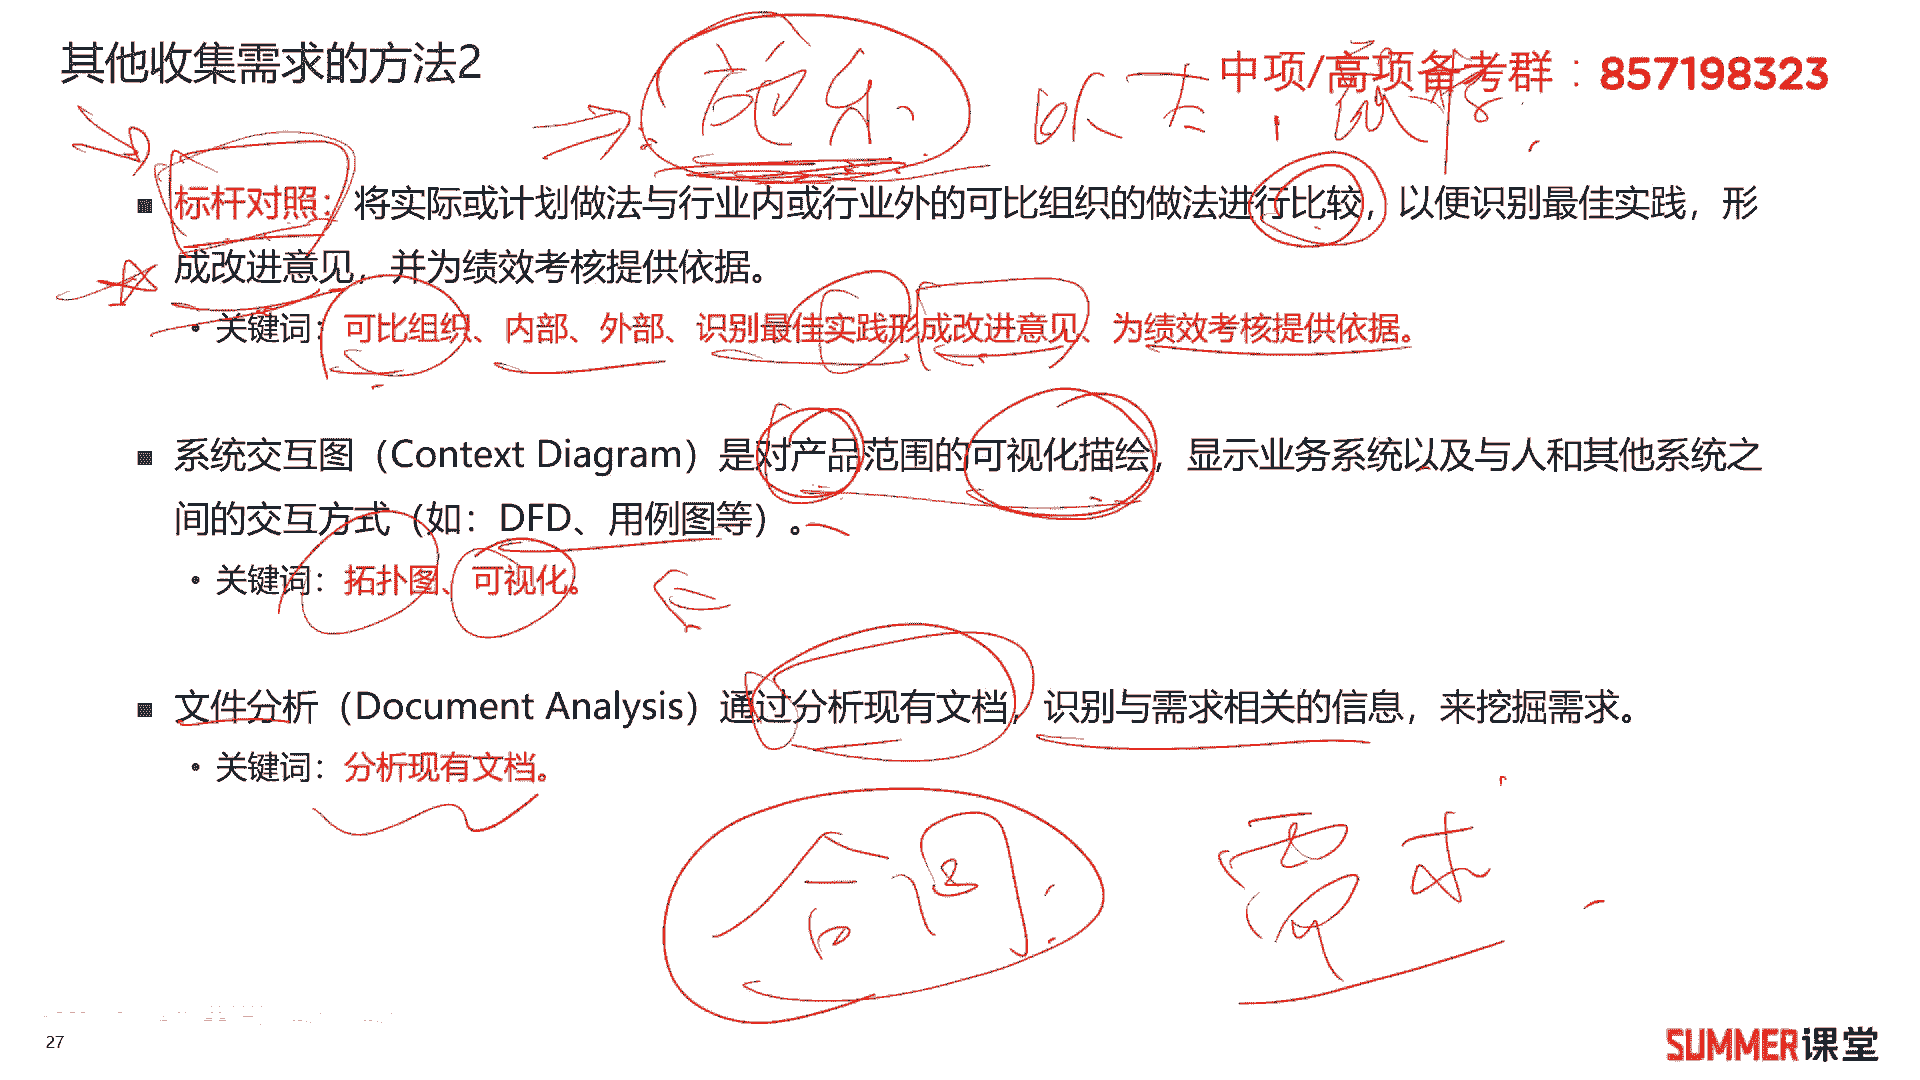 其他收集需求的方法2
中项/高项备考群：857198323
施乐
■ 标杆对照：将实际或计划做法与行业内或行业外的可比组织的做法进行比较，以便识别最佳实践，形
成改进意见，并为绩效考核提供依据。
• 关键词：可比组织、内部、外部、识别最佳实践形成改进意见、为绩效考核提供依据。
■ 系统交互图（Context Diagram）是对产品范围的可视化描绘，显示业务系统以及与人和其他系统之
间的交互方式（如：DFD、用例图等）。
• 关键词：拓扑图、可视化。
■ 文件分析（Document Analysis）通过分析现有文档，识别与需求相关的信息，来挖掘需求。
• 关键词：分析现有文档。
合同
需求
27
SUMMER课堂